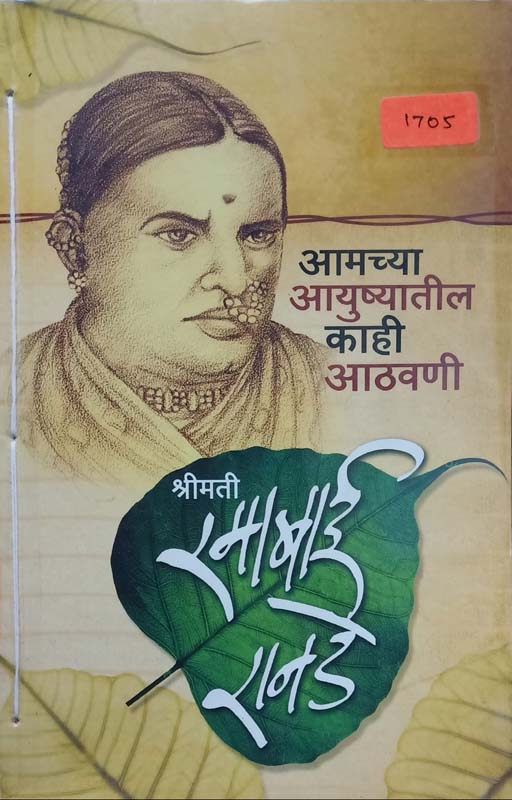 1705
आमच्या
आयुष्यातील
काही
आठवणी
श्रीमती
रमाबाई
रानडे